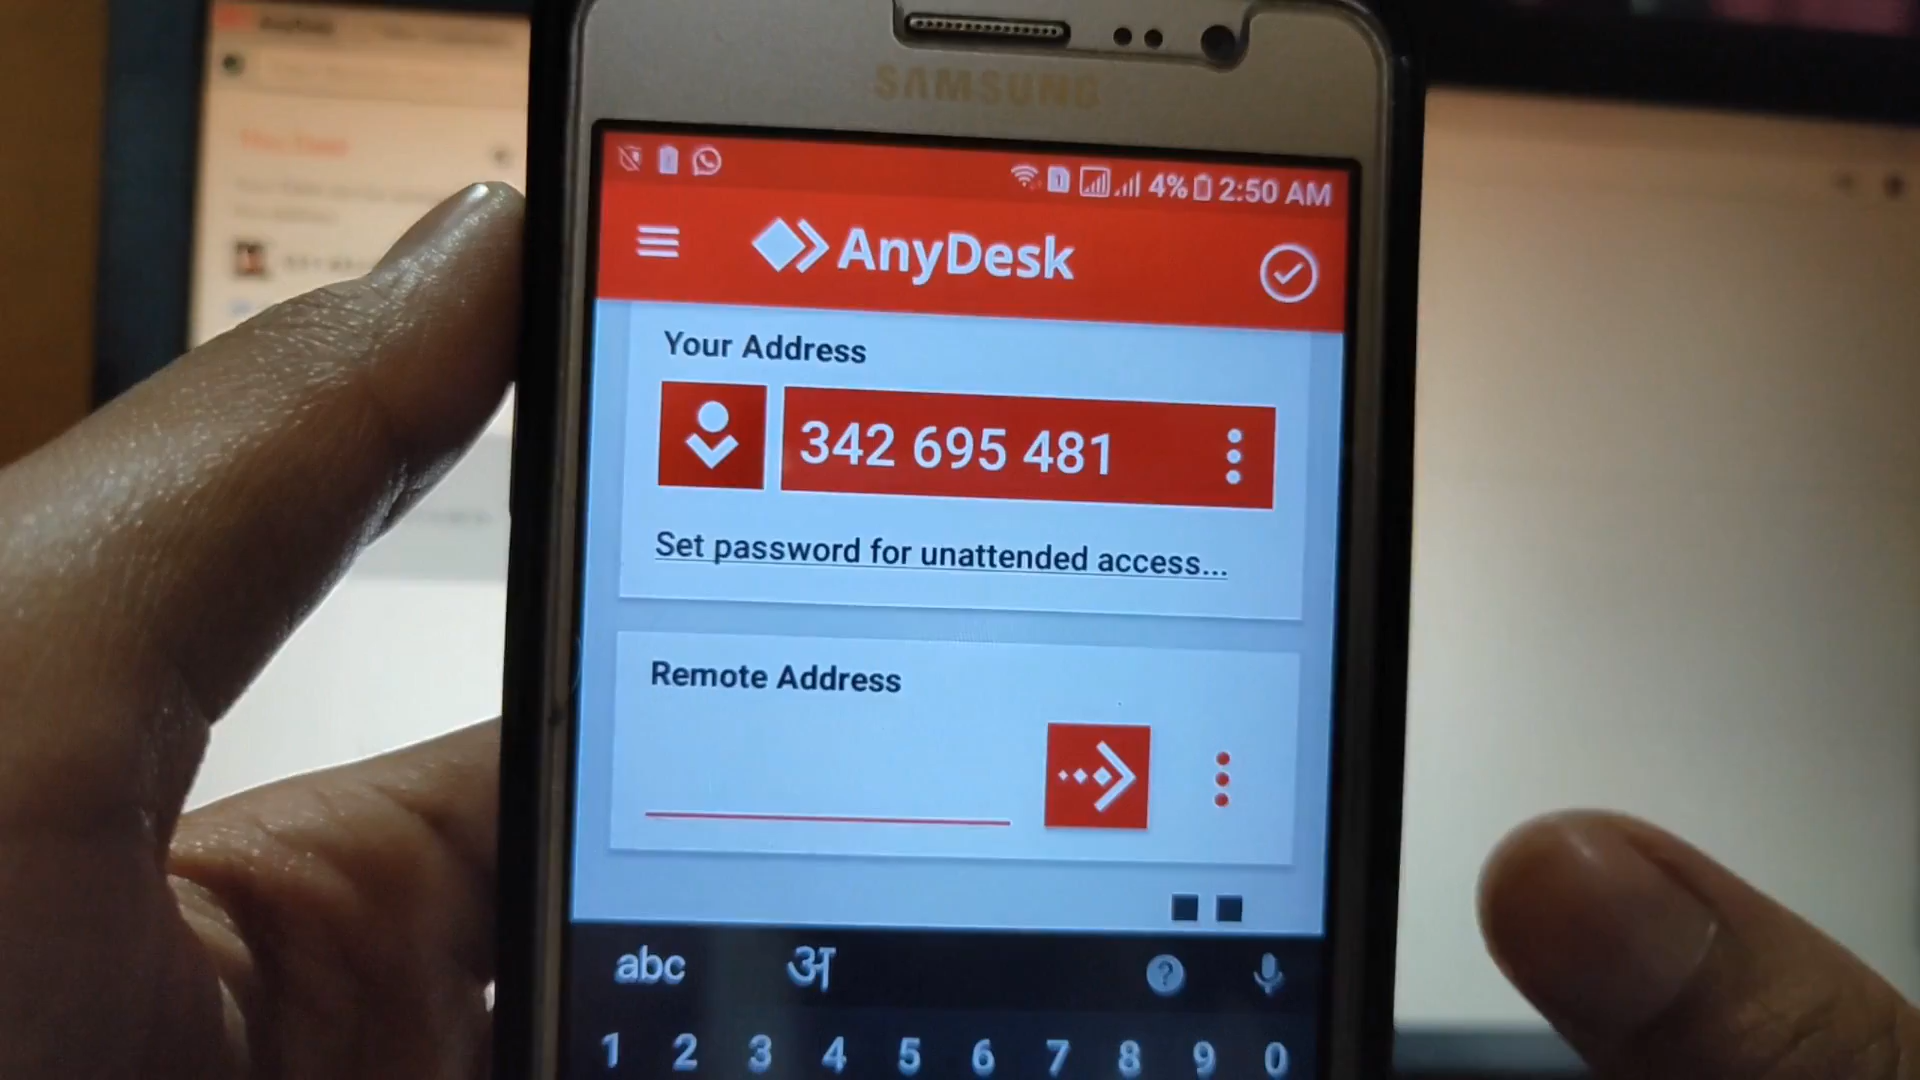 SAMSUNG
4% 2:50 AM
AnyDesk
Your Address
342 695 481
Set password for unattended access...
Remote Address
abc अ
1 2 3 4 5 6 7 8 9 0